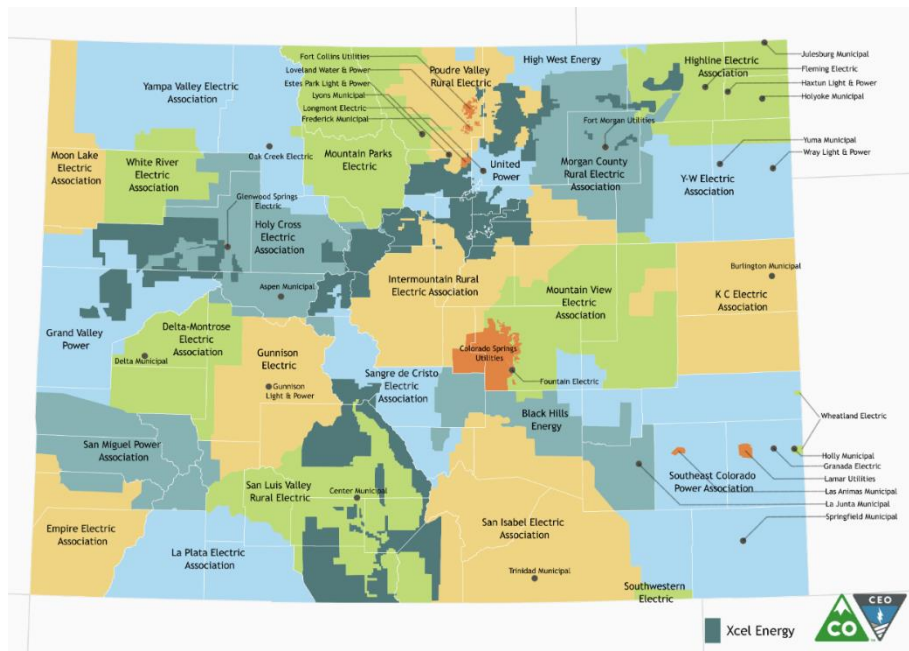 Fort Collins Utilities
Loveland Water & Power
Estes Park Light & Power
Lyons Municipal
Longmont Electric
Frederick Municipal
Poudre Valley
Rural Electric
High West Energy
Highline Electric
Association
Julesburg Municipal
Fleming Electric
Haxtun Light & Power
Holyoke Municipal
Yampa Valley Electric
Association
Fort Morgan Utilities
Moon Lake
Electric
Association
White River
Electric
Association
Oak Creek Electric
Mountain Parks
Electric
United
Power
Morgan County
Rural Electric
Association
Yuma Municipal
Wray Light & Power
Y-W Electric Association
Glenwood Springs
Electric
Holy Cross
Electric
Association
Aspen Municipal
Intermountain Rural
Electric Association
Mountain View
Electric
Association
Burlington Municipal
K C Electric
Association
Grand Valley
Power
Delta-Montrose
Electric
Association
Delta Municipal
Gunnison
Electric
Gunnison
Light & Power
Colorado Springs
Utilities
Fountain Electric
Sangre de Cristo
Electric
Association
Black Hills
Energy
Wheatland Electric
San Miguel Power
Association
Holly Municipal
Granada Electric
Lamar Utilities
Las Animas Municipal
La Junta Municipal
Springfield Municipal
Southeast Colorado
Power Association
San Luis Valley
Rural Electric
Center Municipal
Empire Electric
Association
La Plata Electric
Association
San Isabel Electric
Association
Trinidad Municipal
Southwestern
Electric
Xcel Energy
CO
CEO